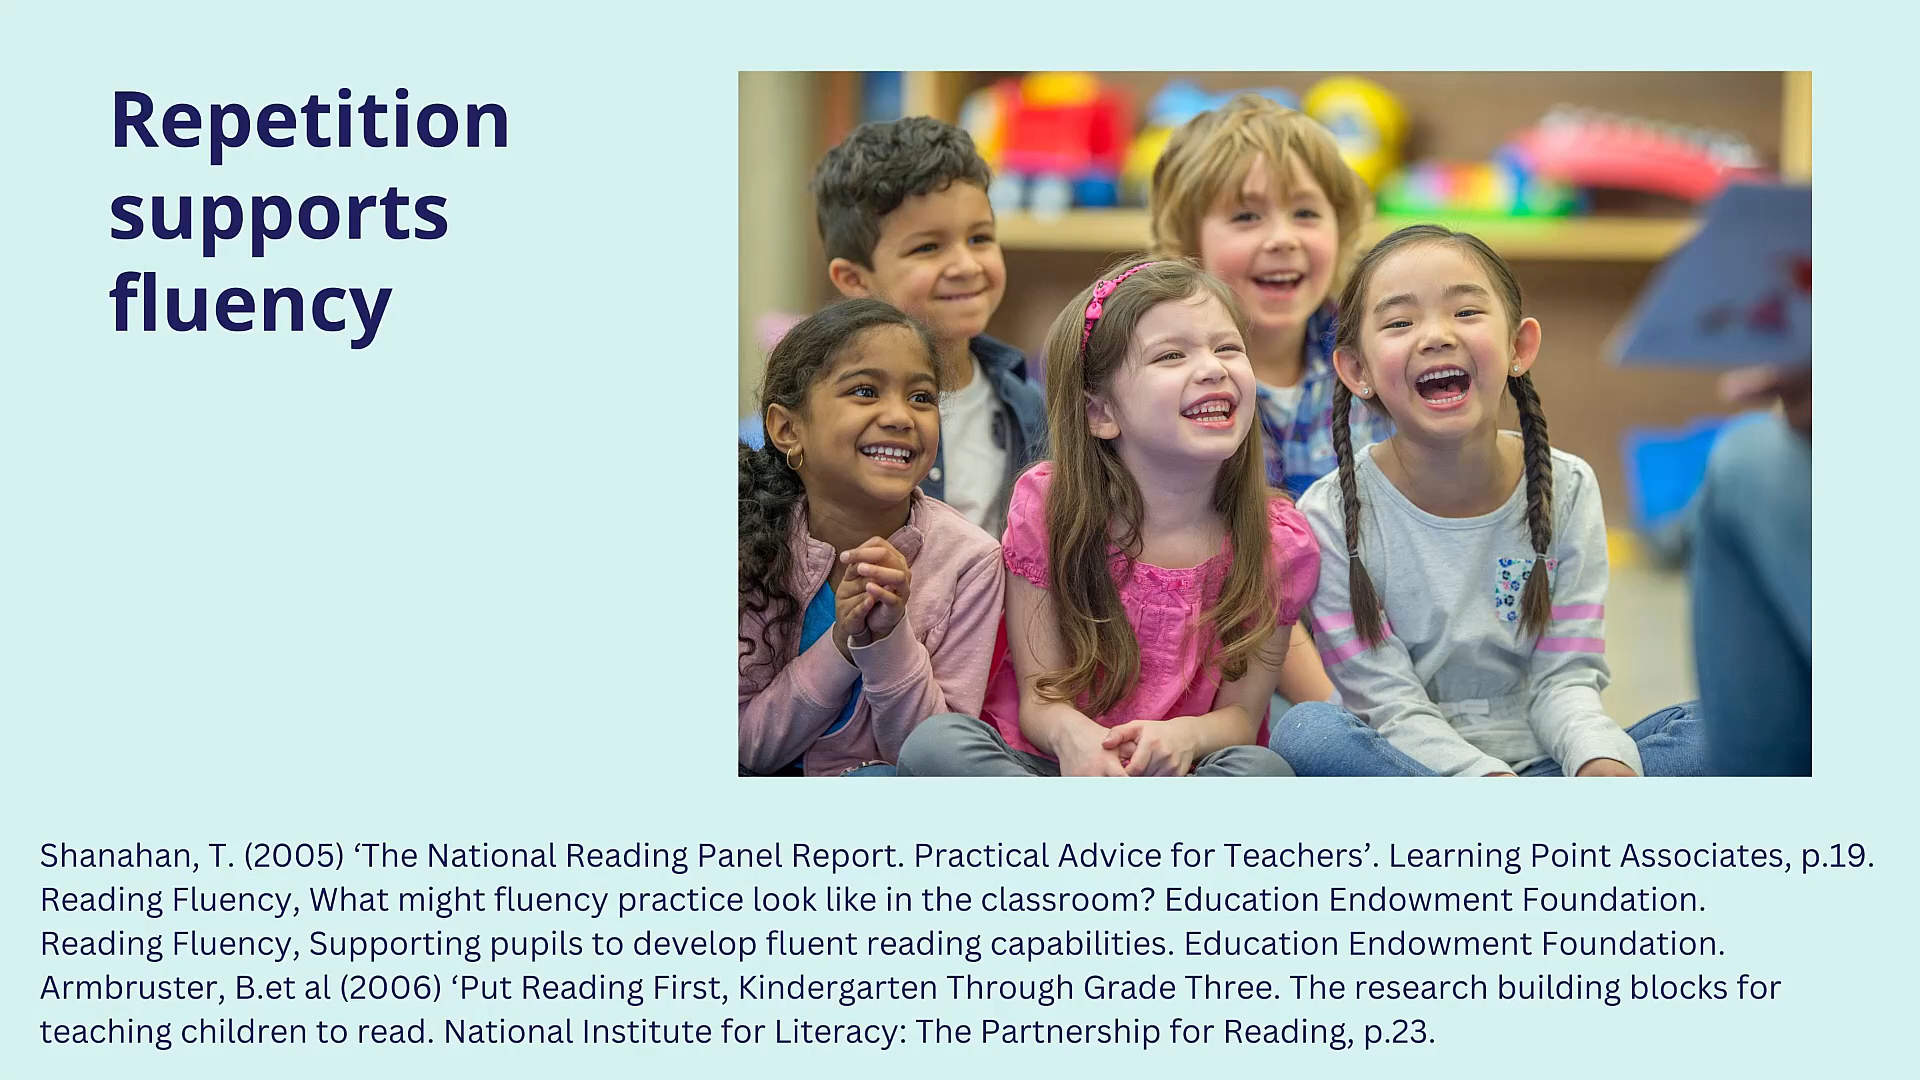 Repetition
supports
fluency
Shanahan, T. (2005) ‘The National Reading Panel Report. Practical Advice for Teachers’. Learning Point Associates, p.19.
Reading Fluency, What might fluency practice look like in the classroom? Education Endowment Foundation.
Reading Fluency, Supporting pupils to develop fluent reading capabilities. Education Endowment Foundation.
Armbruster, B.et al (2006) ‘Put Reading First, Kindergarten Through Grade Three. The research building blocks for
teaching children to read. National Institute for Literacy: The Partnership for Reading, p.23.